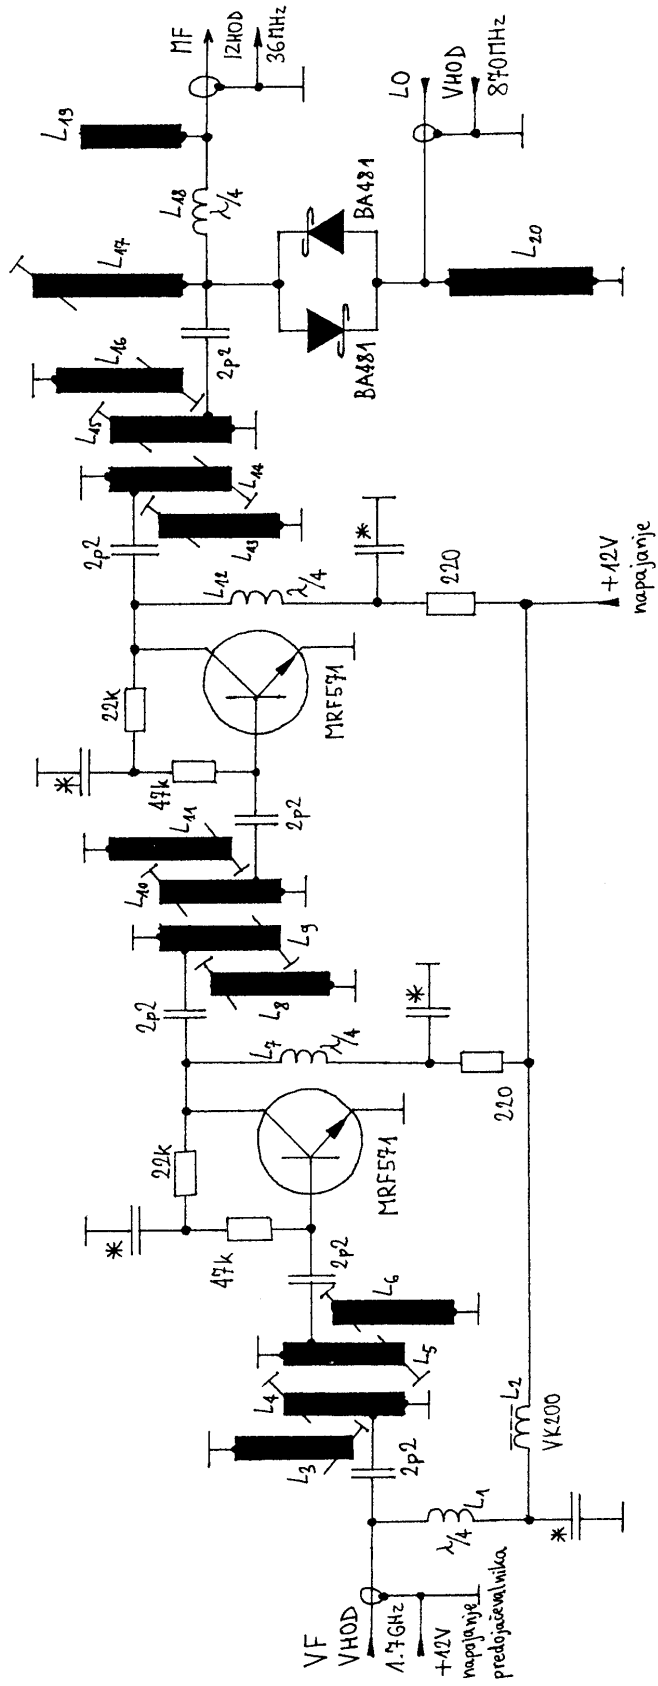 VF
VHOD
1.7GHz
+12V
napajanje
predojačevalnika
λ/4
L1
*
2p2
L3
L4
L5
L6
VK200
L2
2p2
47k
*
22k
MRF571
220
L7
λ/4
*
2p2
L8
L9
L10
L11
2p2
47k
*
22k
MRF571
L12
λ/4
*
220
+12V
napajanje
2p2
L13
L14
L15
L16
2p2
L17
BA481
BA481
L18
λ/4
L19
L20
MF
IZHOD
36MHz
LO
VHOD
870MHz